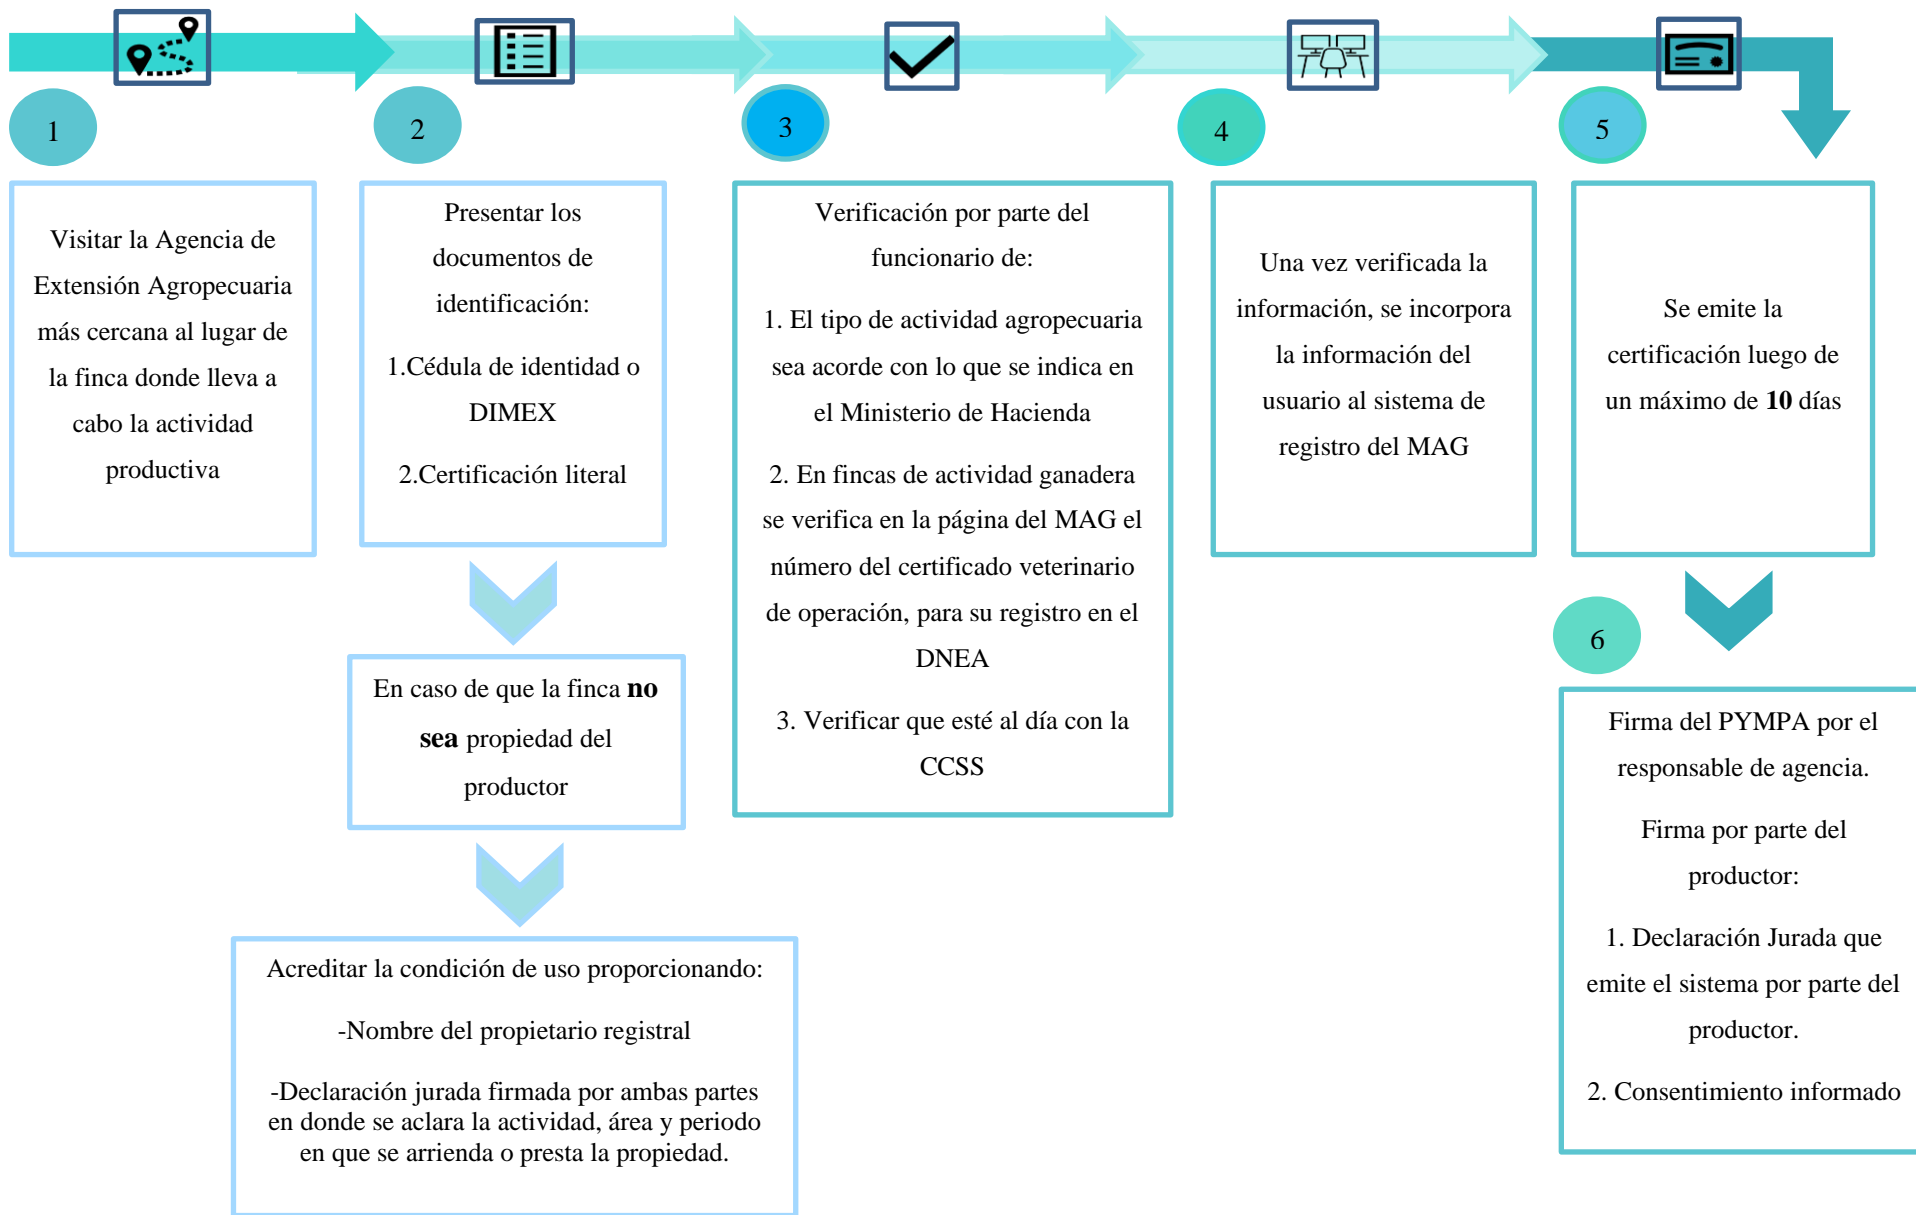 1
Visitar la Agencia de
Extensión Agropecuaria
más cercana al lugar de
la finca donde lleva a
cabo la actividad
productiva
2
Presentar los
documentos de
identificación:
1.Cédula de identidad o
DIMEX
2.Certificación literal
En caso de que la finca no
sea propiedad del
productor
Acreditar la condición de uso proporcionando:
-Nombre del propietario registral
-Declaración jurada firmada por ambas partes
en donde se aclara la actividad, área y periodo
en que se arrienda o presta la propiedad.
3
Verificación por parte del
funcionario de:
1. El tipo de actividad agropecuaria
sea acorde con lo que se indica en
el Ministerio de Hacienda
2. En fincas de actividad ganadera
se verifica en la página del MAG el
número del certificado veterinario
de operación, para su registro en el
DNEA
3. Verificar que esté al día con la
CCSS
4
Una vez verificada la
información, se incorpora
la información del
usuario al sistema de
registro del MAG
5
Se emite la
certificación luego de
un máximo de 10 días
6
Firma del PYMPA por el
responsable de agencia.
Firma por parte del
productor:
1. Declaración Jurada que
emite el sistema por parte del
productor.
2. Consentimiento informado